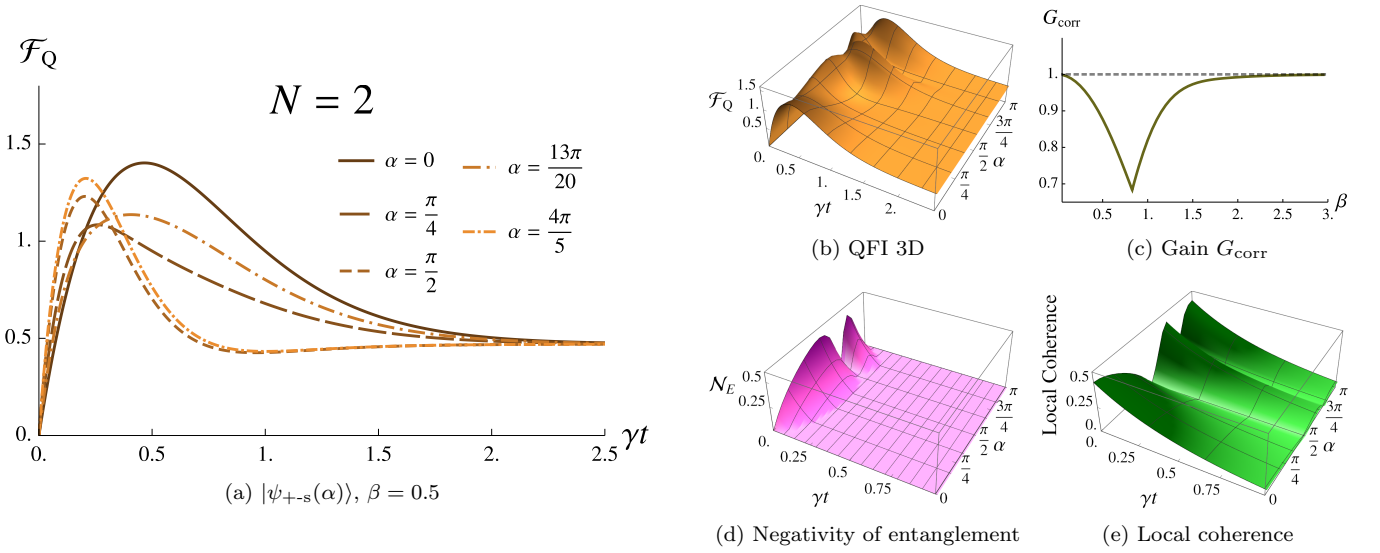 𝓕Q
N = 2
1.5
1.
0.5
0.
0.
0.5
1.
1.5
2.
2.5
γt
α = 0
α = π/4
α = π/2
α = 13π/20
α = 4π/5
(a) |ψ+-s(α)⟩, β = 0.5
𝓕Q
1.5
1.
0.5
0.
0.5
1.
1.5
2.
γt
0
π/4
π/2
α
3π/4
π
(b) QFI 3D
Gcorr
1.
0.9
0.8
0.7
0.5
1.
1.5
2.
2.5
3.
β
(c) Gain Gcorr
𝓝E
0.5
0.25
0.
0.25
0.5
0.75
γt
0
π/4
π/2
α
3π/4
π
(d) Negativity of entanglement
Local Coherence
0.5
0.25
0.
0.25
0.5
0.75
γt
0
π/4
π/2
α
3π/4
π
(e) Local coherence